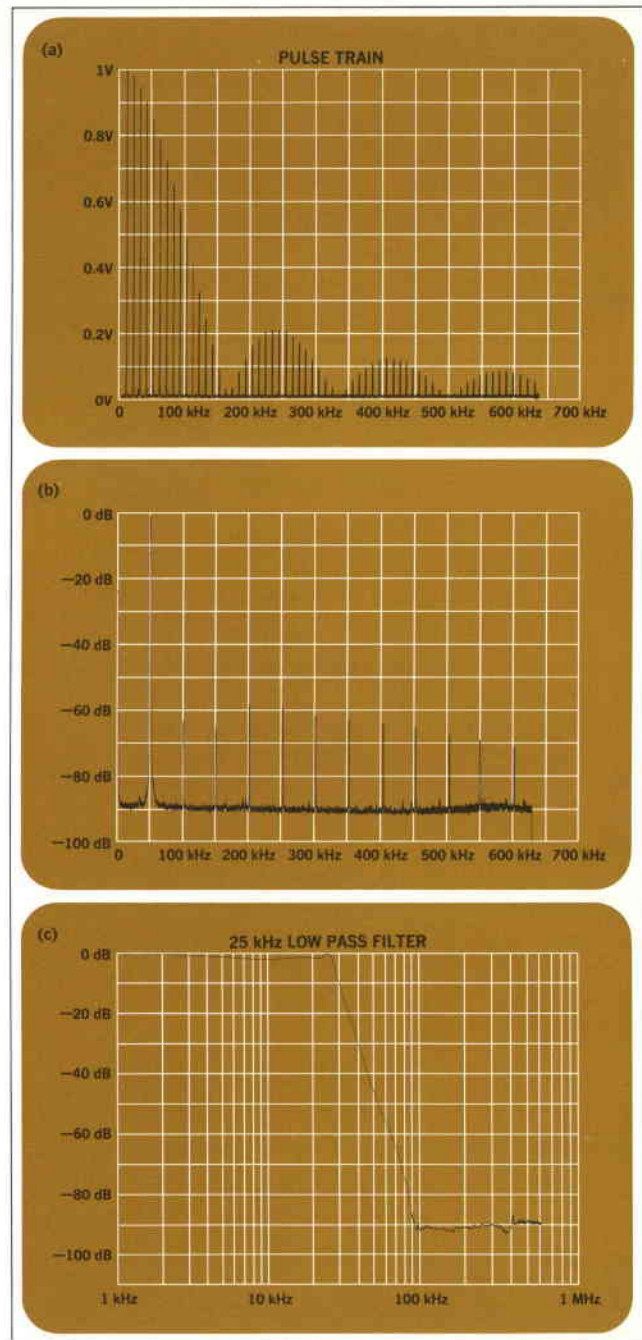 (a)
PULSE TRAIN
1V
0.8V
0.6V
0.4V
0.2V
0V
0 100 kHz 200 kHz 300 kHz 400 kHz 500 kHz 600 kHz 700 kHz
(b)
0 dB
—20 dB
—40 dB
—60 dB
—80 dB
—100 dB
0 100 kHz 200 kHz 300 kHz 400 kHz 500 kHz 600 kHz 700 kHz
(c)
25 kHz LOW PASS FILTER
0 dB
—20 dB
—40 dB
—60 dB
—80 dB
—100 dB
1 kHz 10 kHz 100 kHz 1 MHz